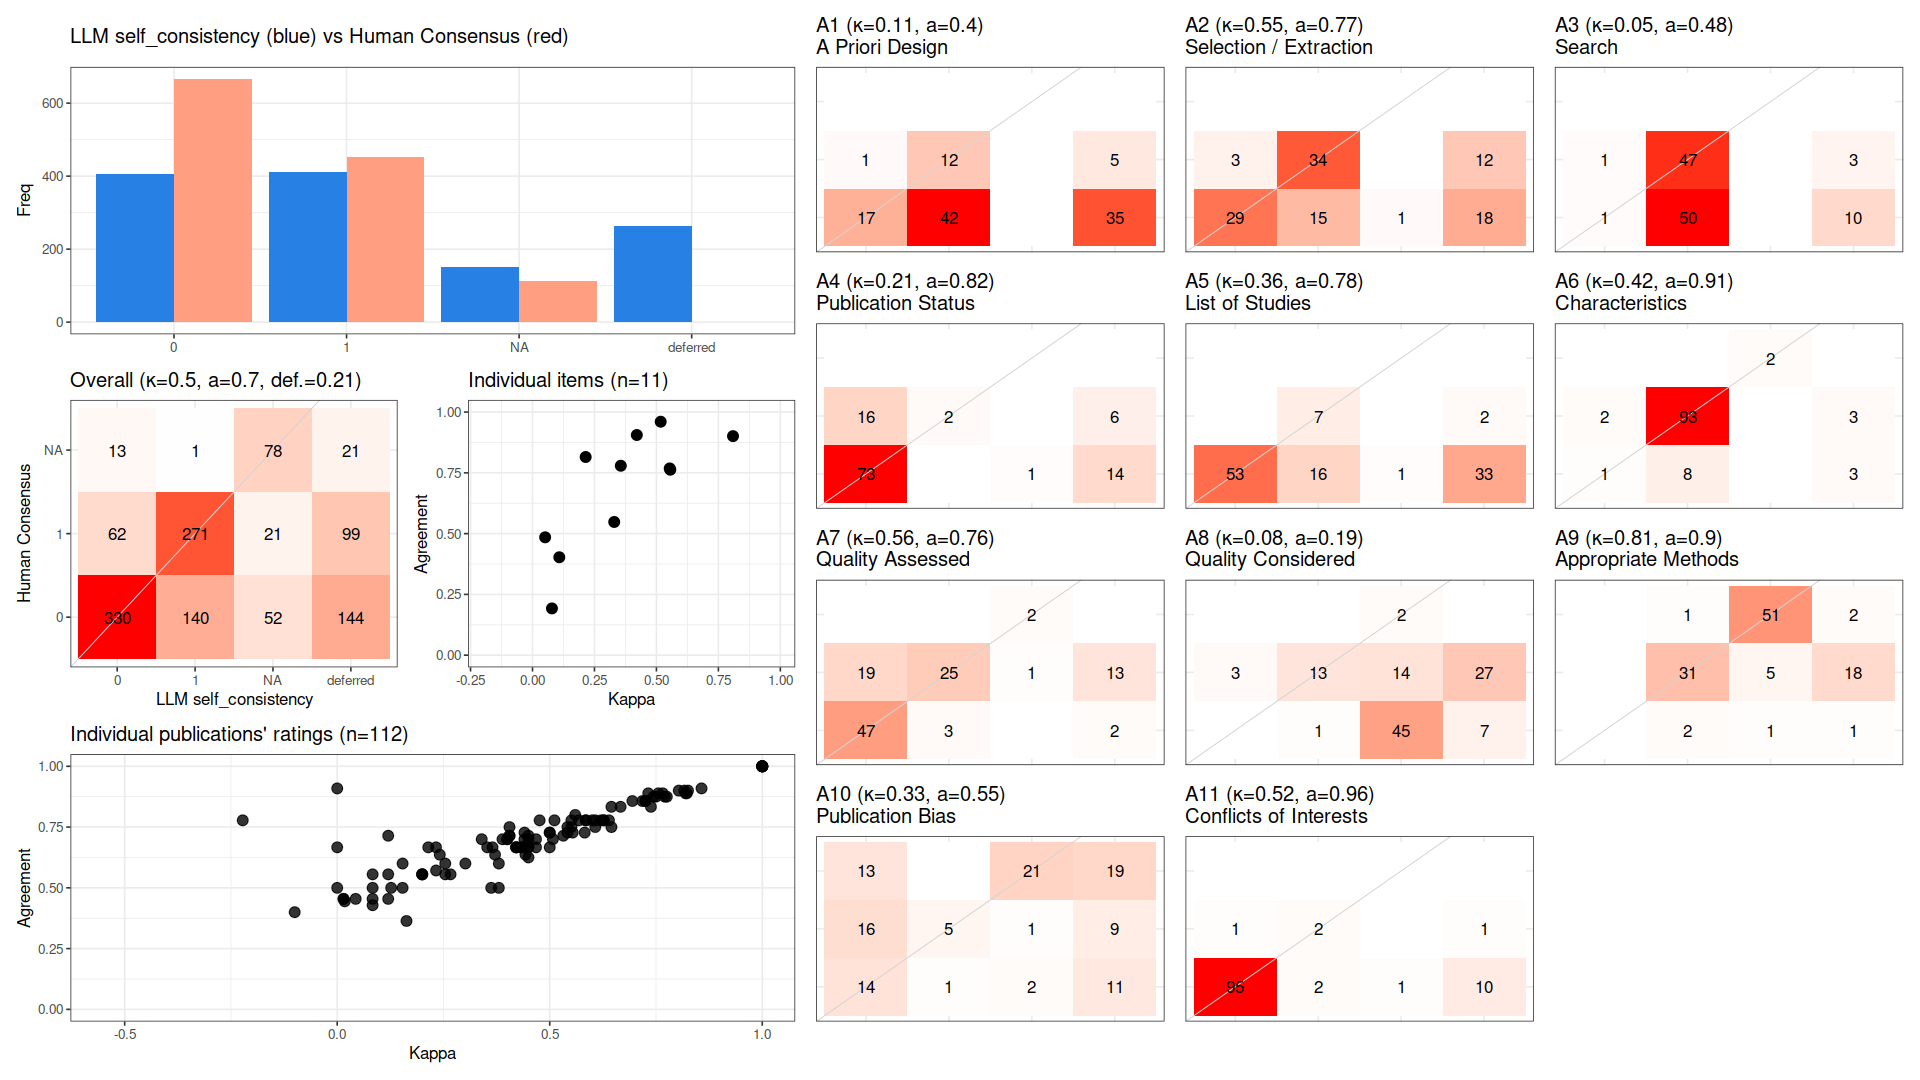 LLM self_consistency (blue) vs Human Consensus (red)
Freq
600
400
200
0
0 1 NA deferred
Overall (κ=0.5, a=0.7, def.=0.21)
Human Consensus
NA 13 1 78 21
1 62 271 21 99
0 330 140 52 144
0 1 NA deferred
LLM self_consistency
Individual items (n=11)
Agreement
1.00
0.75
0.50
0.25
0.00
-0.25 0.00 0.25 0.50 0.75 1.00
Kappa
Individual publications' ratings (n=112)
Agreement
1.00
0.75
0.50
0.25
0.00
-0.5 0.0 0.5 1.0
Kappa
A1 (κ=0.11, a=0.4)
A Priori Design
1 12 5
17 42 35
A2 (κ=0.55, a=0.77)
Selection / Extraction
3 34 12
29 15 1 18
A3 (κ=0.05, a=0.48)
Search
1 47 3
1 50 10
A4 (κ=0.21, a=0.82)
Publication Status
16 2 6
73 1 14
A5 (κ=0.36, a=0.78)
List of Studies
7 2
53 16 1 33
A6 (κ=0.42, a=0.91)
Characteristics
2
2 93 3
1 8 3
A7 (κ=0.56, a=0.76)
Quality Assessed
2
19 25 1 13
47 3 2
A8 (κ=0.08, a=0.19)
Quality Considered
2
3 13 14 27
1 45 7
A9 (κ=0.81, a=0.9)
Appropriate Methods
1 51 2
31 5 18
2 1 1
A10 (κ=0.33, a=0.55)
Publication Bias
13 21 19
16 5 1 9
14 1 2 11
A11 (κ=0.52, a=0.96)
Conflicts of Interests
1 2 1
95 2 1 10